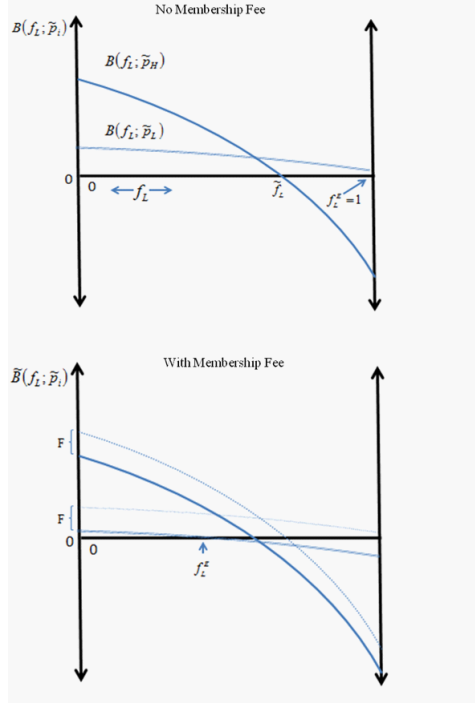 No Membership Fee
B(f_L; p̃_i)
B(f_L; p̃_H)
B(f_L; p̃_L)
0
0
f_L
f̃_L
f_L^E = 1
With Membership Fee
B̃(f_L; p̃_i)
F
F
0
0
f_L^E